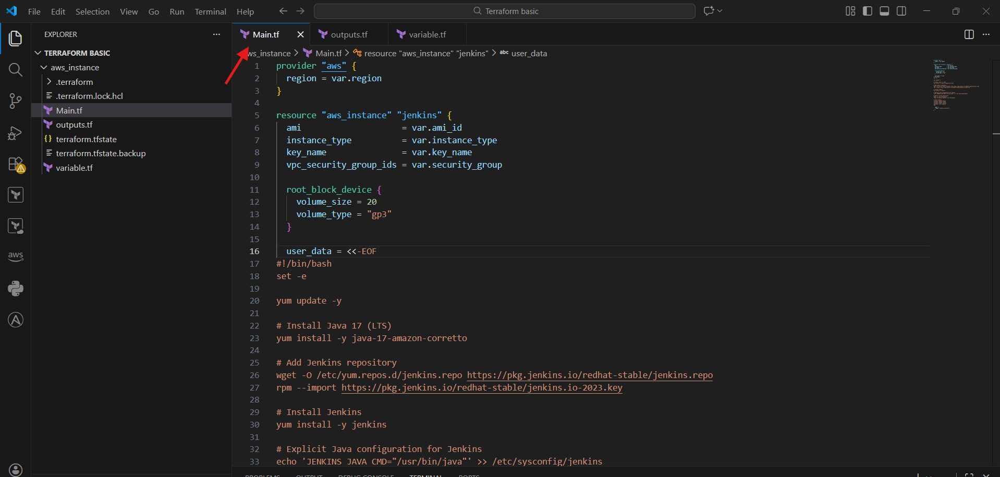 File Edit Selection View Go Run Terminal Help
Terraform basic
EXPLORER
TERRAFORM BASIC
aws_instance
.terraform
.terraform.lock.hcl
Main.tf
outputs.tf
terraform.tfstate
terraform.tfstate.backup
variable.tf
aws
Main.tf outputs.tf variable.tf
ws_instance > Main.tf > resource "aws_instance" "jenkins" > abc user_data
1 provider "aws" {
2 region = var.region
3 }
4
5 resource "aws_instance" "jenkins" {
6 ami = var.ami_id
7 instance_type = var.instance_type
8 key_name = var.key_name
9 vpc_security_group_ids = var.security_group
10
11 root_block_device {
12 volume_size = 20
13 volume_type = "gp3"
14 }
15
16 user_data = <<-EOF
17 #!/bin/bash
18 set -e
19
20 yum update -y
21
22 # Install Java 17 (LTS)
23 yum install -y java-17-amazon-corretto
24
25 # Add Jenkins repository
26 wget -O /etc/yum.repos.d/jenkins.repo https://pkg.jenkins.io/redhat-stable/jenkins.repo
27 rpm --import https://pkg.jenkins.io/redhat-stable/jenkins.io-2023.key
28
29 # Install Jenkins
30 yum install -y jenkins
31
32 # Explicit Java configuration for Jenkins
33 echo 'JENKINS_JAVA_CMD="/usr/bin/java"' >> /etc/sysconfig/jenkins
PROBLEMS OUTPUT DEBUG CONSOLE TERMINAL PORTS